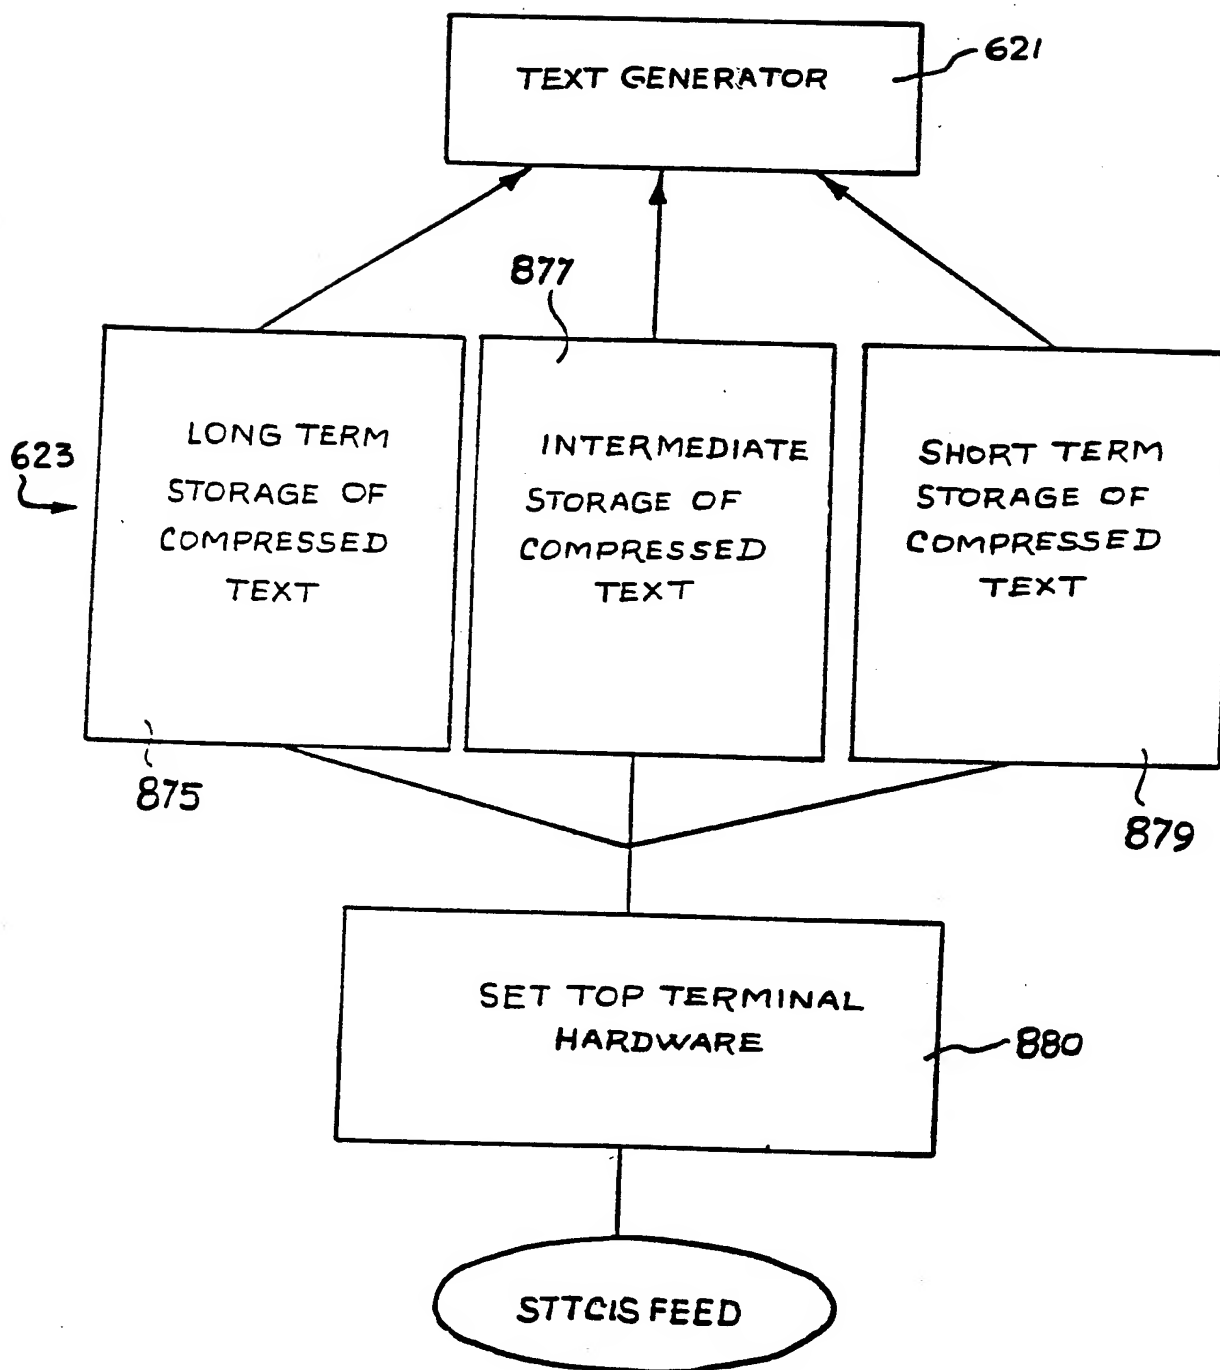 TEXT GENERATOR
621
877
623
LONG TERM
STORAGE OF
COMPRESSED
TEXT
INTERMEDIATE
STORAGE OF
COMPRESSED
TEXT
SHORT TERM
STORAGE OF
COMPRESSED
TEXT
875
879
SET TOP TERMINAL
HARDWARE
880
STTCIS FEED